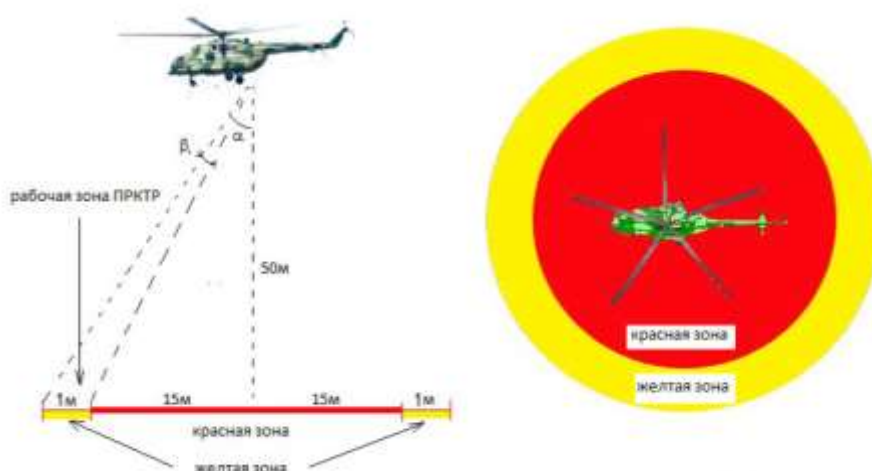 β
α
рабочая зона ПРКТР
50м
1м 15м 15м 1м
красная зона
желтая зона
красная зона
желтая зона